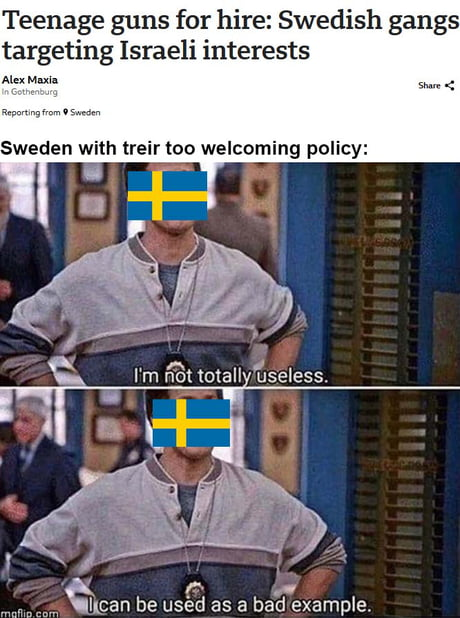 Teenage guns for hire: Swedish gangs
targeting Israeli interests
Alex Maxia
In Gothenburg
Share
Reporting from Sweden
Sweden with treir too welcoming policy:
I'm not totally useless.
I can be used as a bad example.
imgflip.com